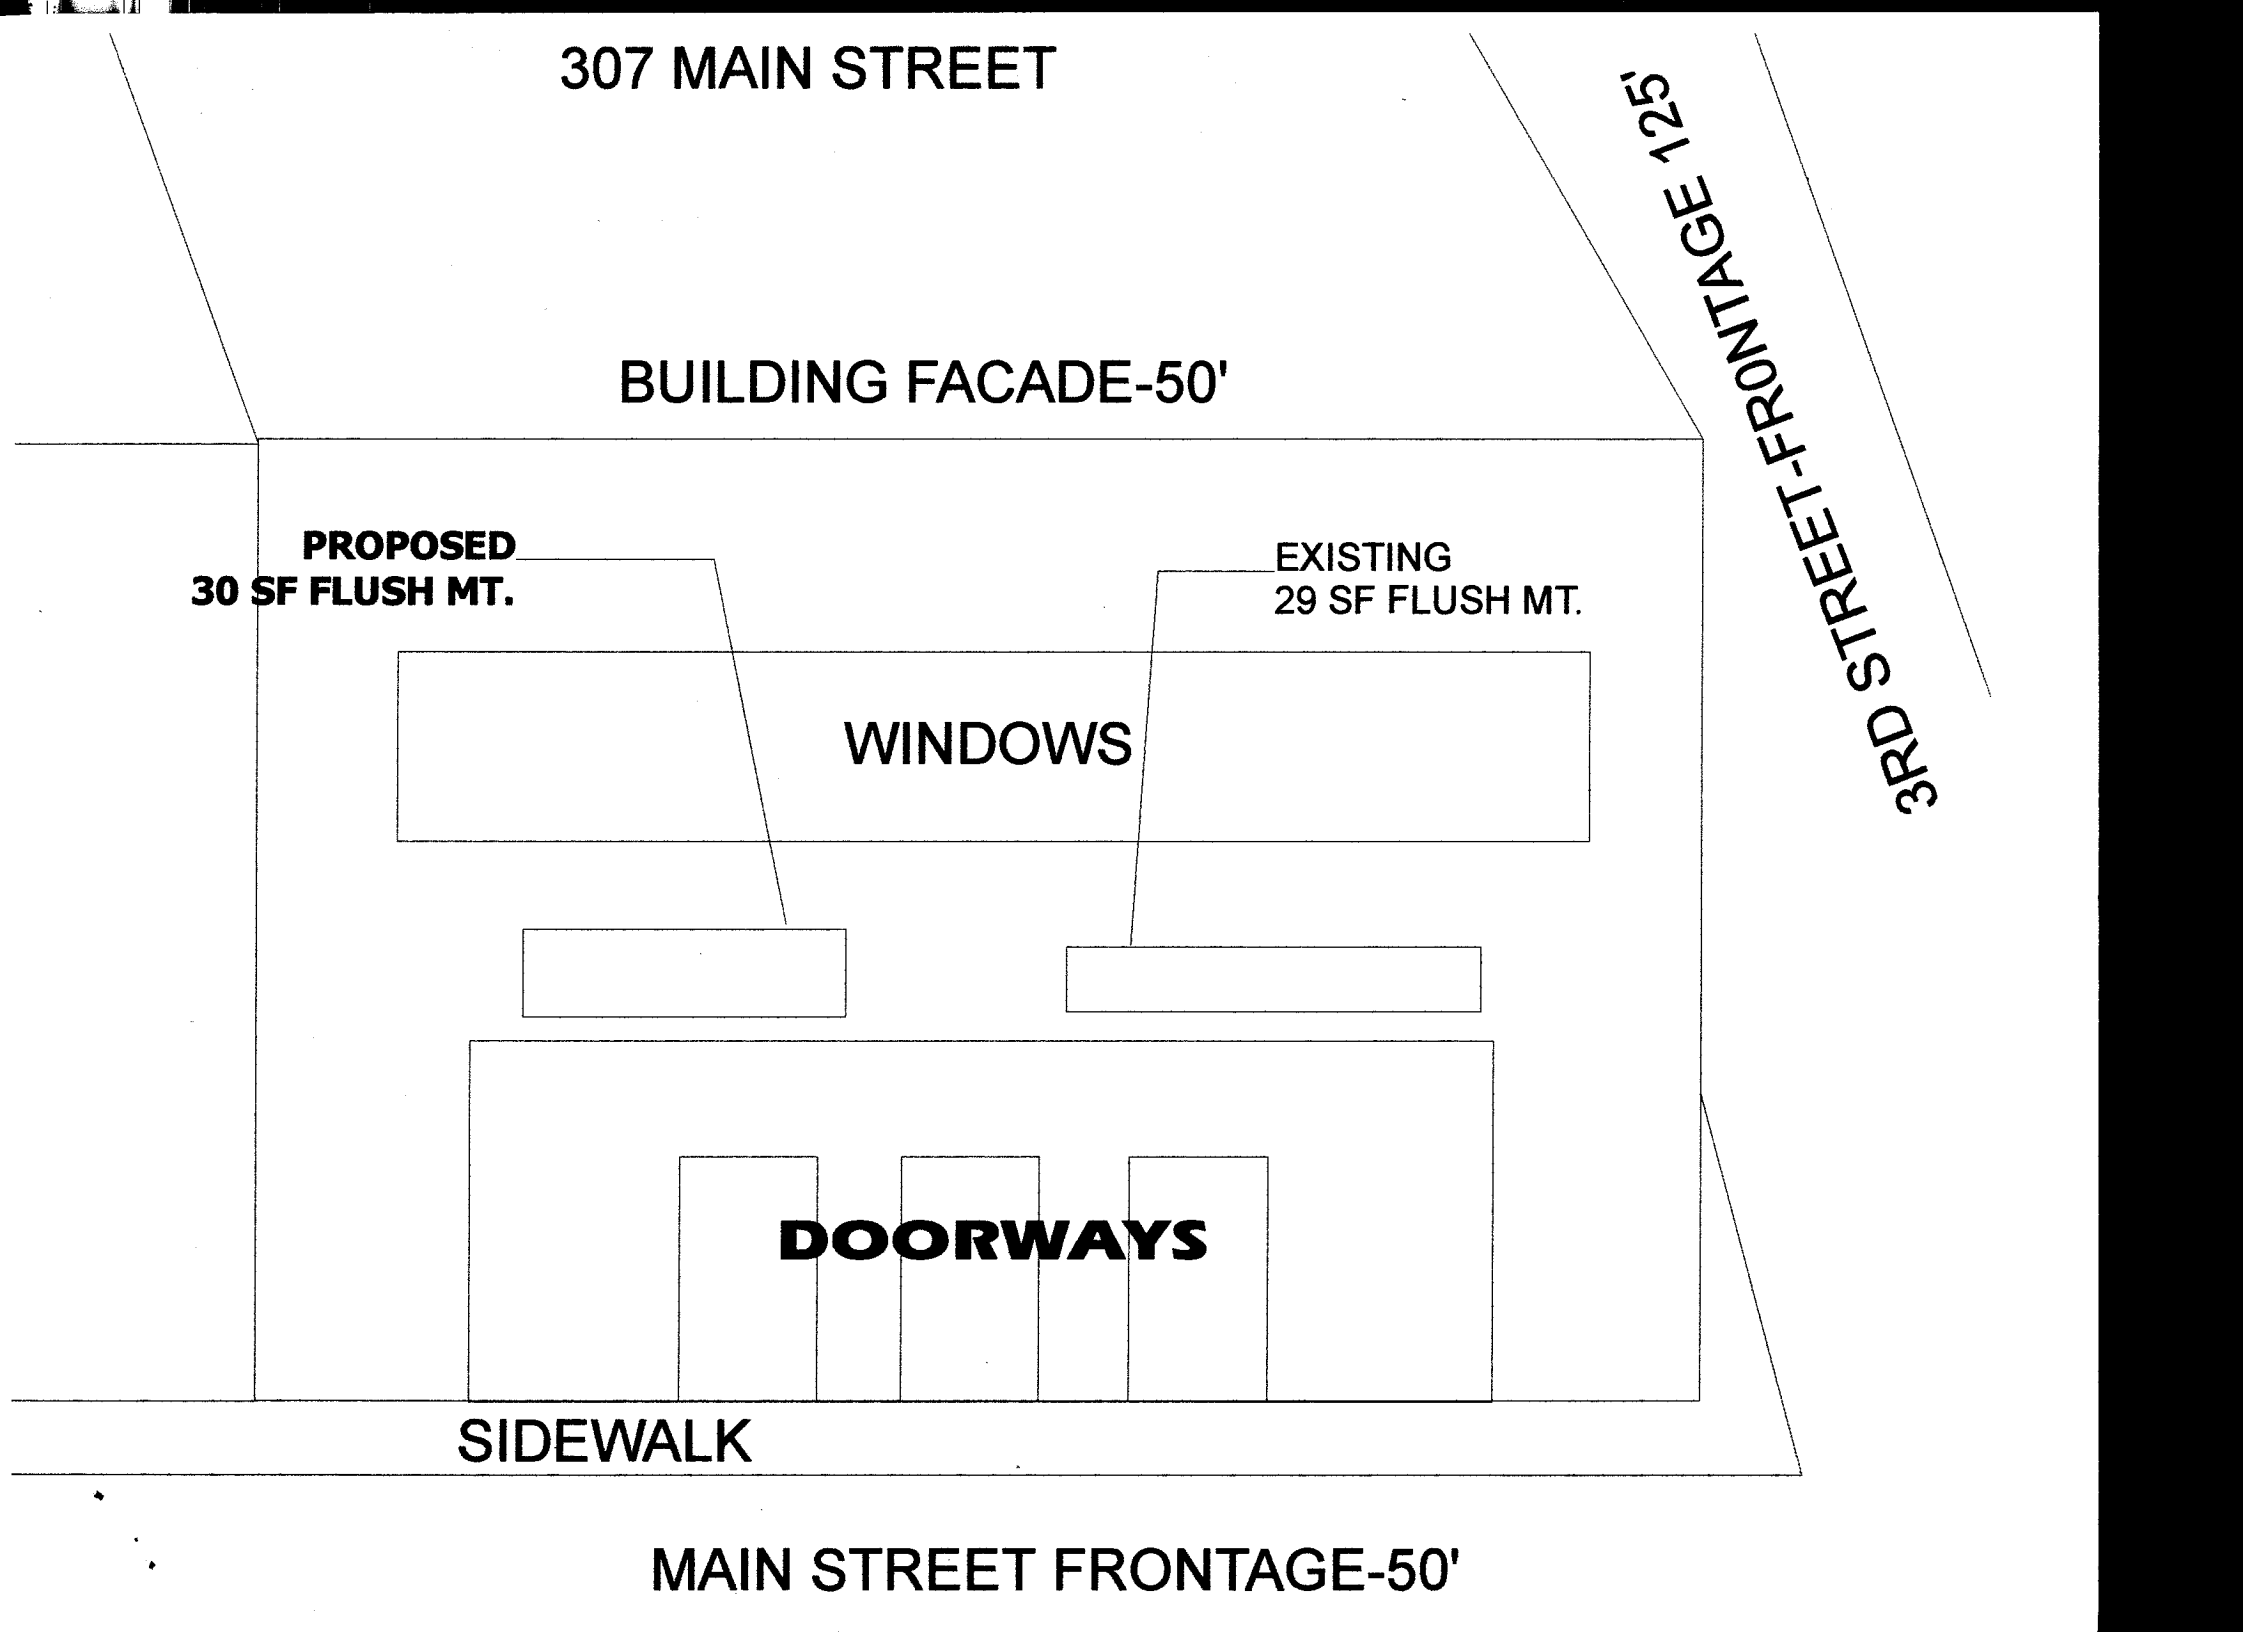 307 MAIN STREET
3RD STREET-FRONTAGE 125'
BUILDING FACADE-50'
PROPOSED
30 SF FLUSH MT.
EXISTING
29 SF FLUSH MT.
WINDOWS
DOORWAYS
SIDEWALK
MAIN STREET FRONTAGE-50'